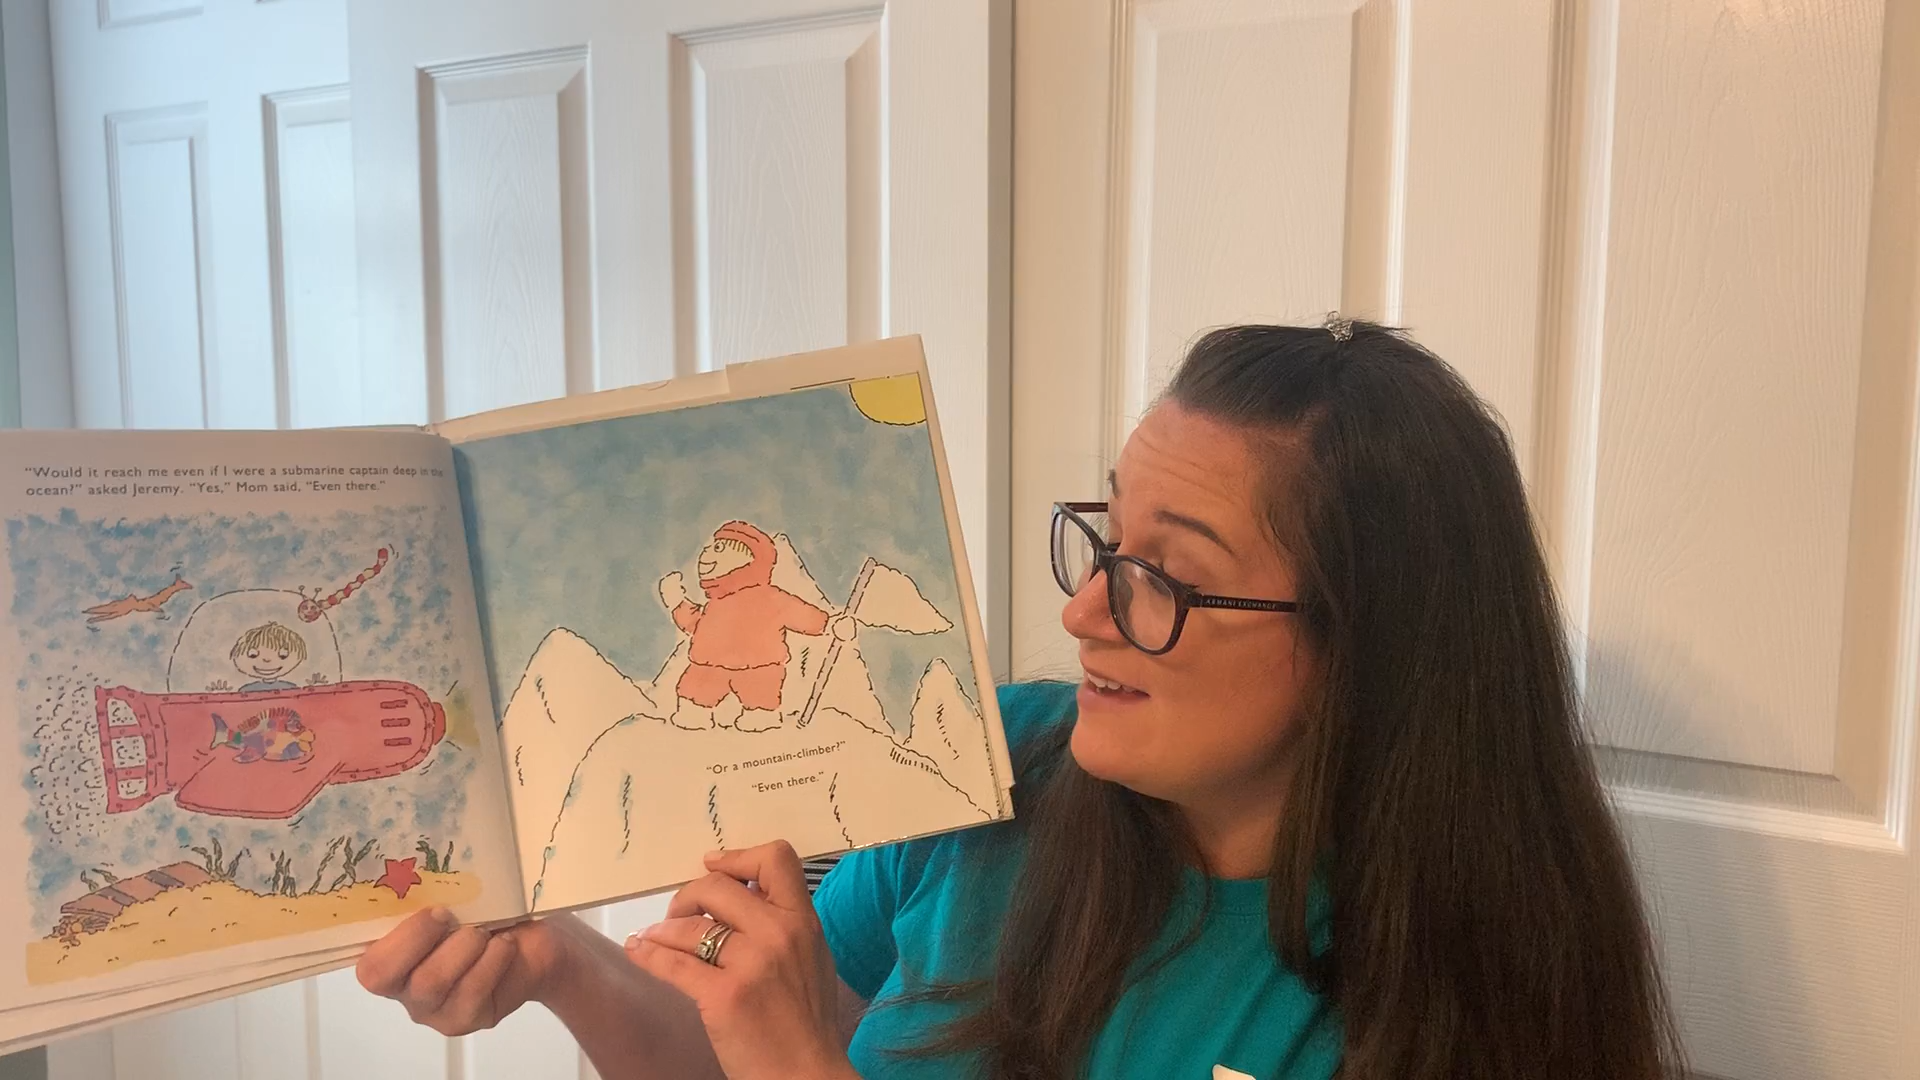 "Would it reach me even if I were a submarine captain deep in the
ocean?" asked Jeremy. "Yes," Mom said, "Even there."
"Or a mountain-climber?"
"Even there."
ARMANI EXCHANGE